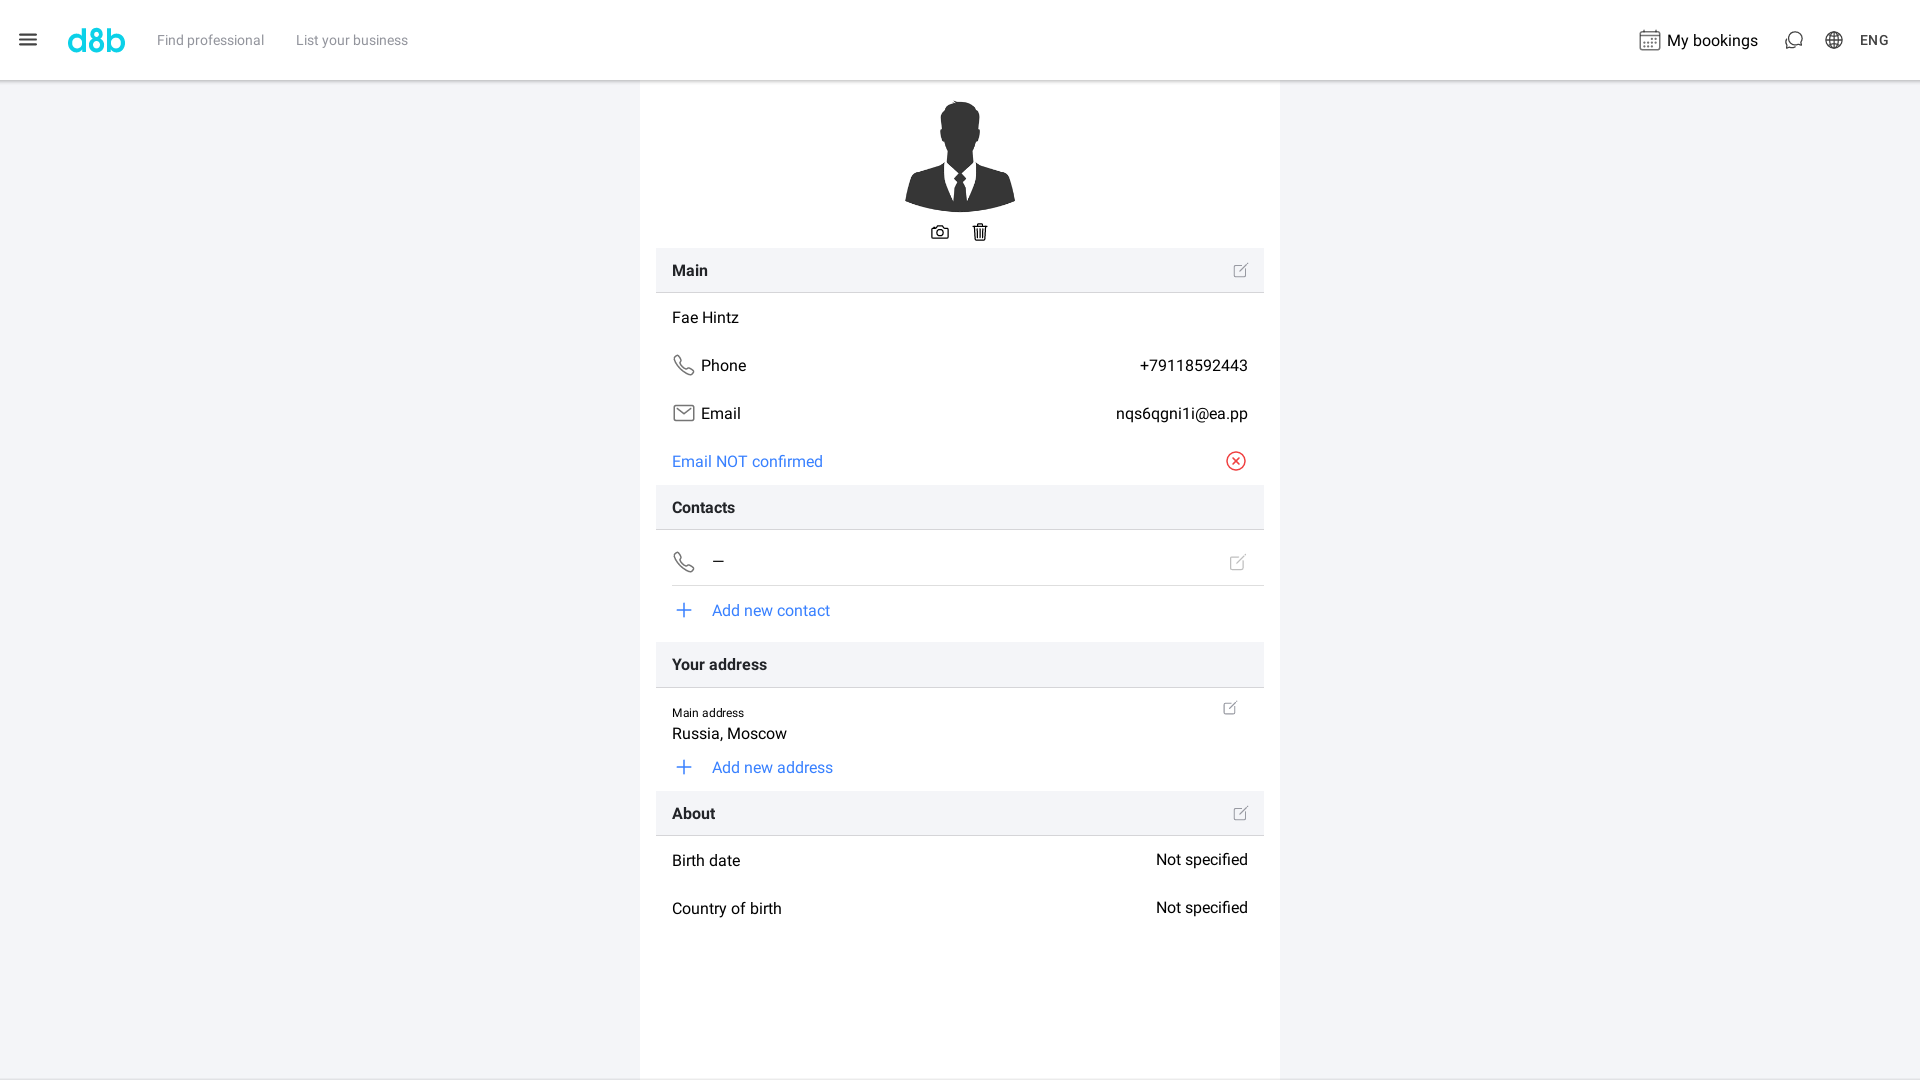 d8b
Find professional
List your business
My bookings
ENG
Main
Fae Hintz
Phone
+79118592443
Email
nqs6qgni1i@ea.pp
Email NOT confirmed
Contacts
–
Add new contact
Your address
Main address
Russia, Moscow
Add new address
About
Birth date
Not specified
Country of birth
Not specified